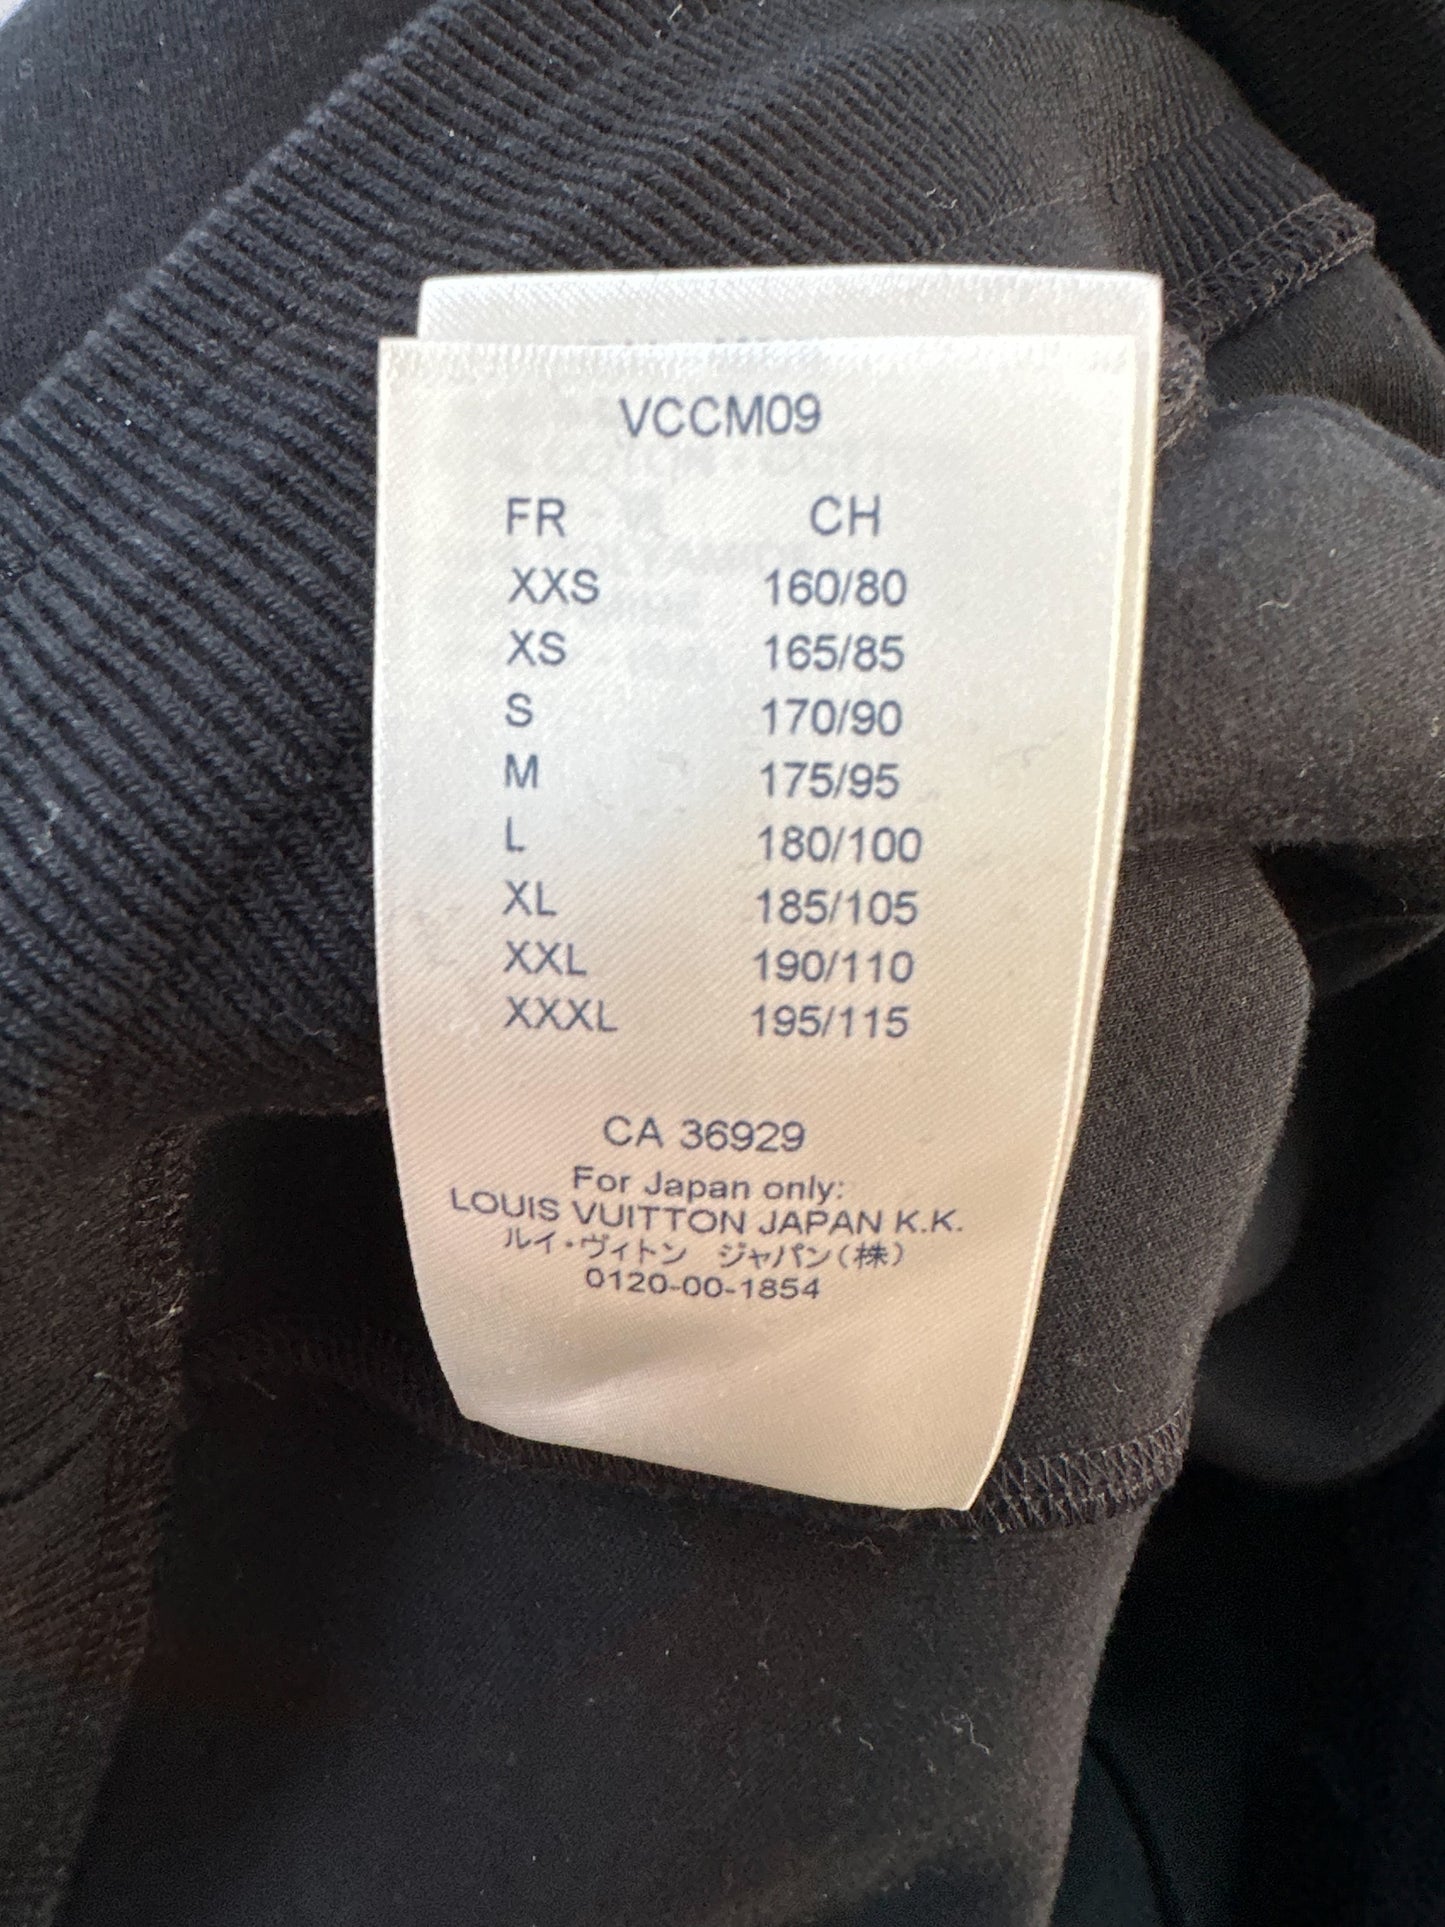 VCCM09
FR CH
XXS 160/80
XS 165/85
S 170/90
M 175/95
L 180/100
XL 185/105
XXL 190/110
XXXL 195/115
CA 36929
For Japan only:
LOUIS VUITTON JAPAN K.K.
ルイ・ヴィトン ジャパン(株)
0120-00-1854